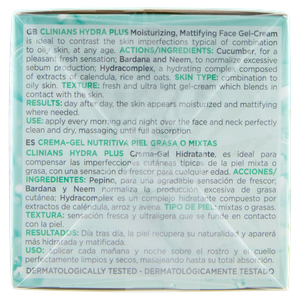 GB CLINIANS HYDRA PLUS Moisturizing, Mattifying Face Gel-Cream
is ideal to contrast the skin imperfections typical of combination
to oily skin, at any age. ACTIONS/INGREDIENTS: Cucumber, for a
pleasant fresh sensation; Bardana and Neem, to normalize excessive
sebum production; Hydracomplex, a hydrating complex, composed
of extracts of calendula, rice and oats. SKIN TYPE: combination to
oily skin. TEXTURE: fresh and ultra light gel-cream which blends in
contact with the skin.
RESULTS: day after day, the skin appears moisturized and mattifying
where needed.
USE: apply every morning and night over the face and neck perfectly
clean and dry, massaging until full absorption.
ES CREMA-GEL NUTRITIVA PIEL GRASA O MIXTAS
CLINIANS HYDRA PLUS Crema-Gel Hidratante, es ideal para
compensar las imperfecciones cutáneas típicas de la piel mixta o
grasa, con una sensación de frescura para cualquier edad. ACCIONES/
INGREDIENTES: Pepino, para una agradable sensación de frescor;
Bardana y Neem normalizan la excesiva producción de grasa
cutánea; Hydracomplex es un complejo hidratante compuesto por
extractos de caléndula, arroz y avena. TIPO DE PIEL: mixtas o grasas.
TEXTURA: sensación fresca y ultraligera que se funde en contacto
con la piel.
RESULTADOS: Día tras día, la piel recupera su naturalidad y aparecerá
más hidratada y matificada.
USO: aplicar cada mañana y noche sobre el rostro y el cuello
perfectamente limpios y secos, masajeando hasta su total absorción.
DERMATOLOGICALLY TESTED - DERMATOLÓGICAMENTE TESTADO